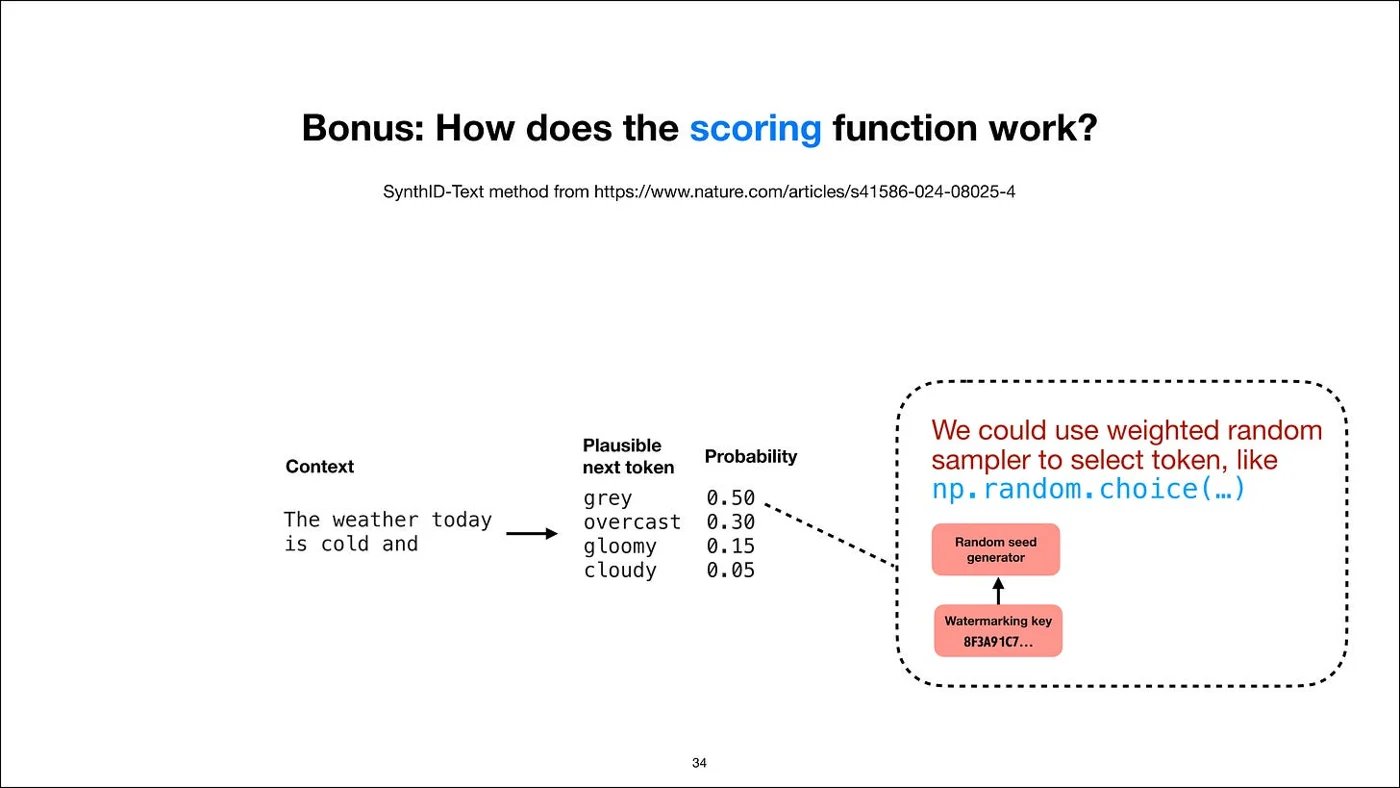 Bonus: How does the scoring function work?
SynthID-Text method from https://www.nature.com/articles/s41586-024-08025-4
Context
The weather today
is cold and
Plausible
next token
grey
overcast
gloomy
cloudy
Probability
0.50
0.30
0.15
0.05
We could use weighted random
sampler to select token, like
np.random.choice(…)
Random seed
generator
Watermarking key
8F3A91C7…
34